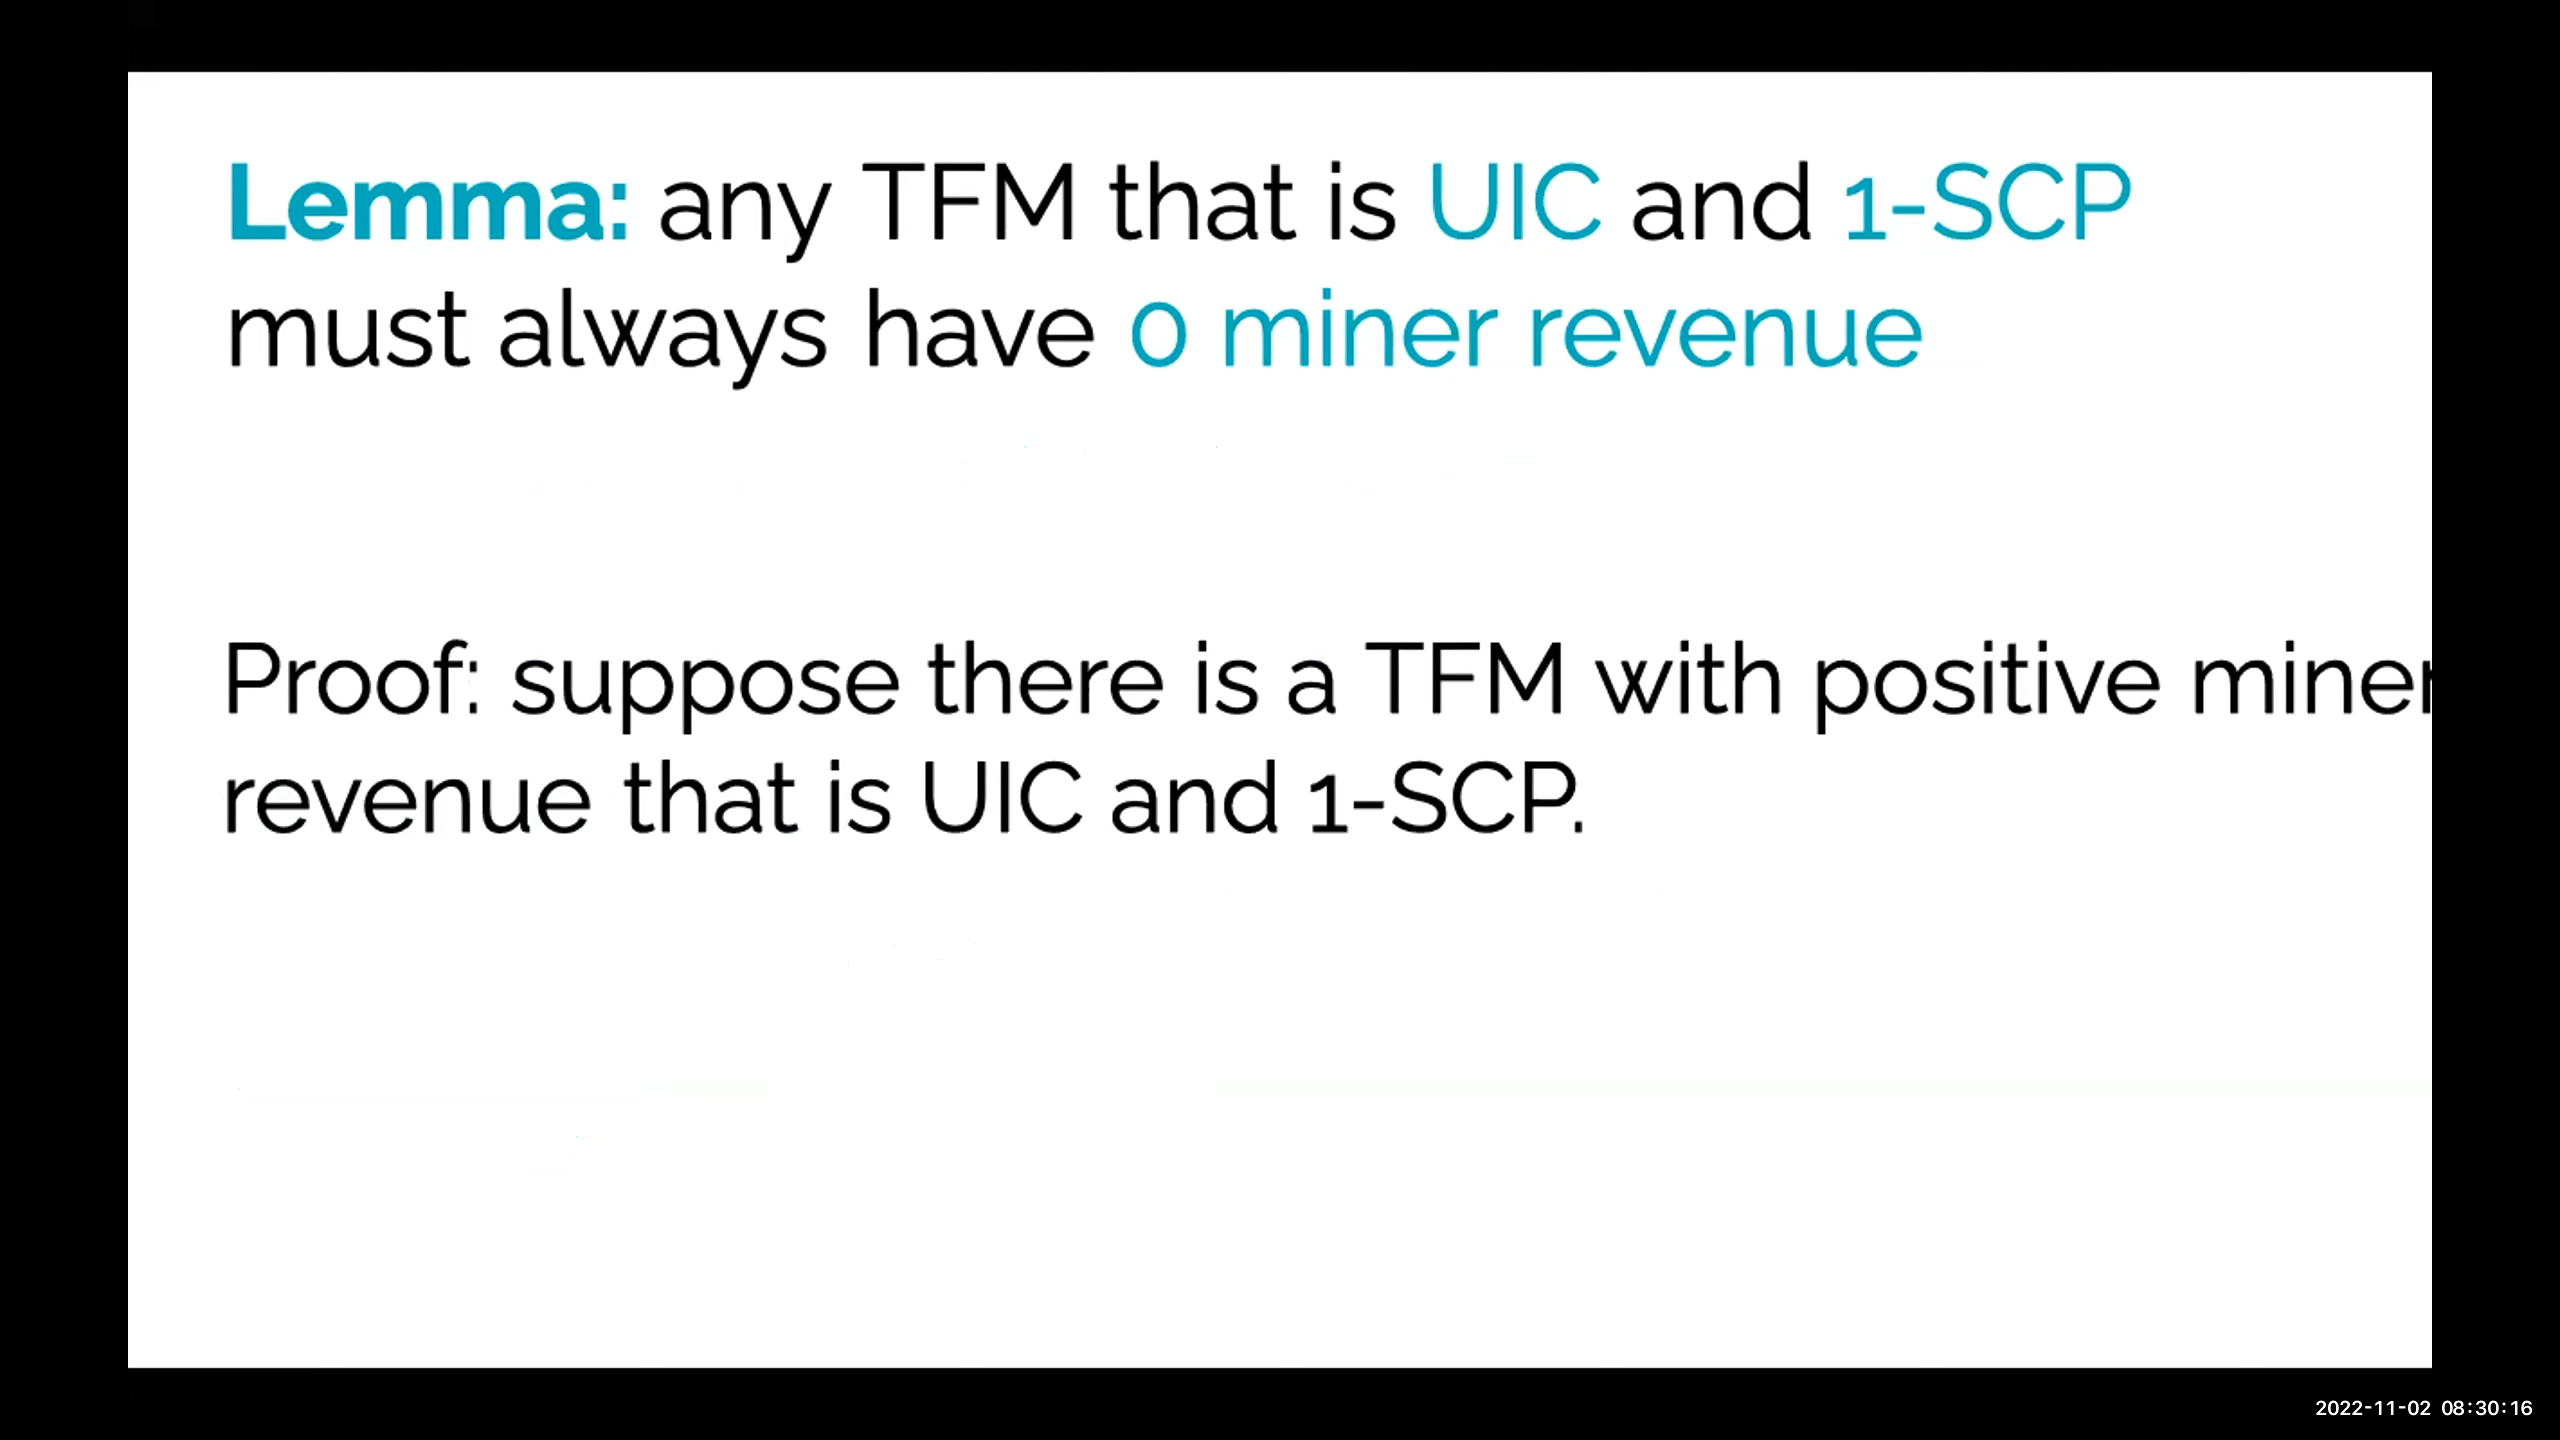 Lemma: any TFM that is UIC and 1-SCP
must always have 0 miner revenue
Proof: suppose there is a TFM with positive miner
revenue that is UIC and 1-SCP.
2022-11-02 08:30:16